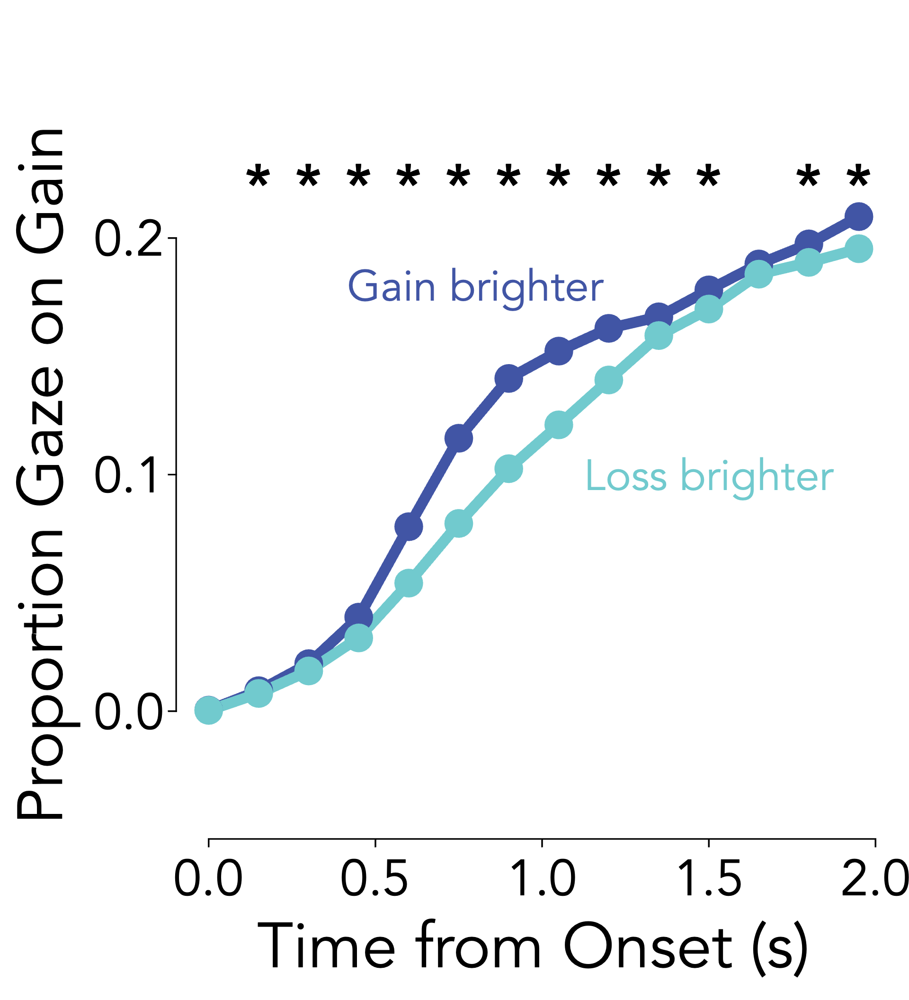 * * * * * * * * * * * *
Proportion Gaze on Gain
0.2
Gain brighter
0.1
Loss brighter
0.0
0.0 0.5 1.0 1.5 2.0
Time from Onset (s)